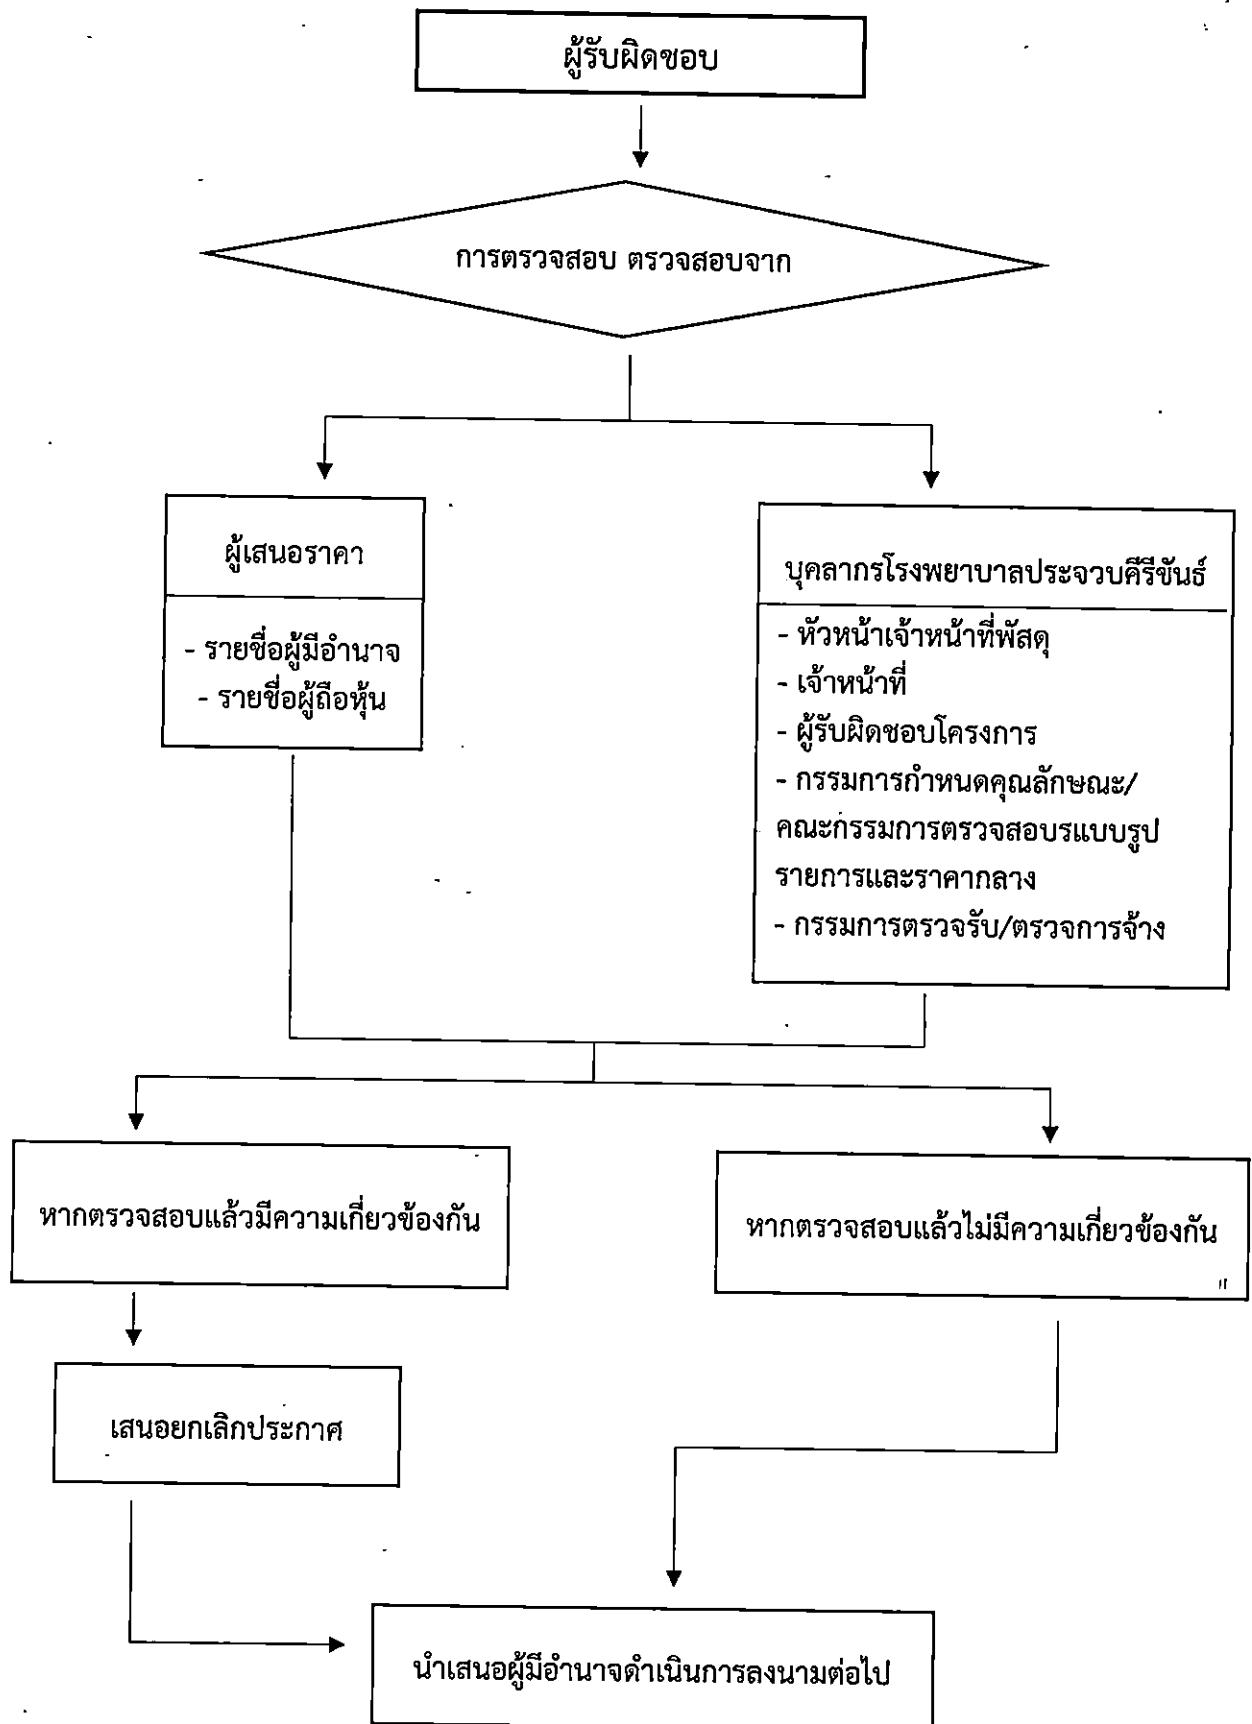 ผู้รับผิดชอบ
การตรวจสอบ ตรวจสอบจาก
ผู้เสนอราคา
- รายชื่อผู้มีอำนาจ
- รายชื่อผู้ถือหุ้น
บุคลากรโรงพยาบาลประจวบคีรีขันธ์
- หัวหน้าเจ้าหน้าที่พัสดุ
- เจ้าหน้าที่
- ผู้รับผิดชอบโครงการ
- กรรมการกำหนดคุณลักษณะ/
คณะกรรมการตรวจสอบรแบบรูป
รายการและราคากลาง
- กรรมการตรวจรับ/ตรวจการจ้าง
หากตรวจสอบแล้วมีความเกี่ยวข้องกัน
หากตรวจสอบแล้วไม่มีความเกี่ยวข้องกัน
เสนอยกเลิกประกาศ
นำเสนอผู้มีอำนาจดำเนินการลงนามต่อไป